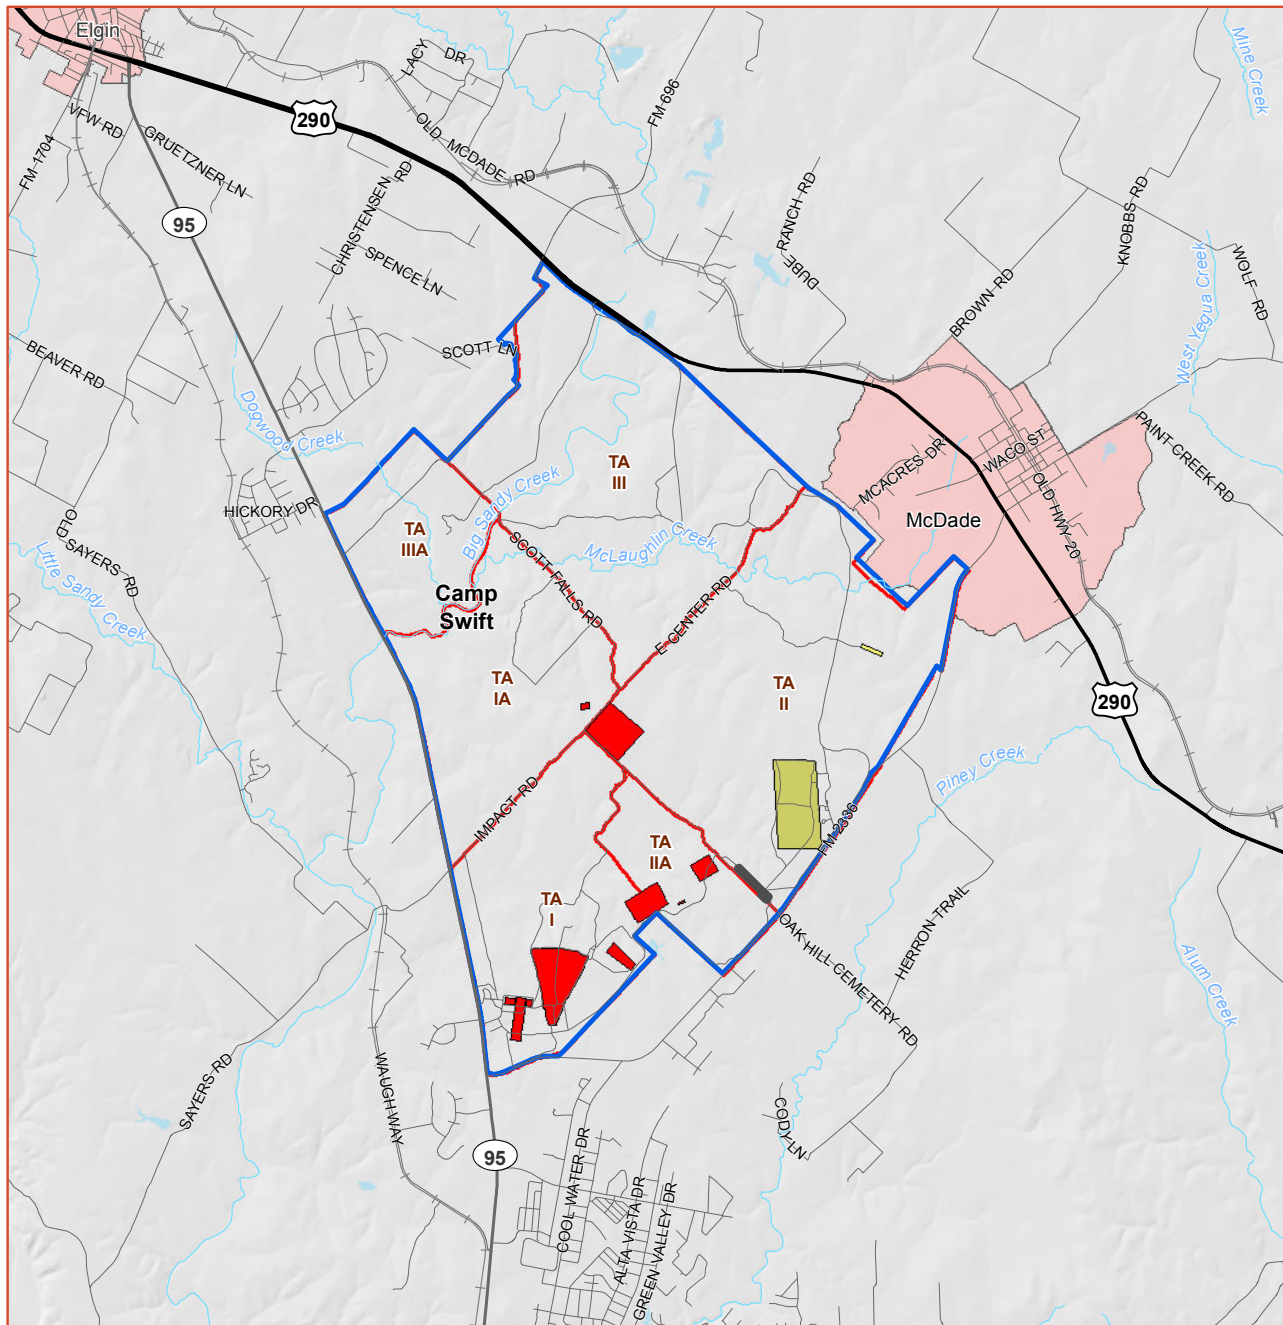 Elgin
LACY DR
Mine Creek
290
FM 696
VFW RD
GRUETZNER LN
OLD MCDADE RD
FM 1704
CHRISTENSEN RD
95
DUBE RANCH RD
KNOBBS RD
SPENCE LN
WOLF RD
West Yegua Creek
BROWN RD
SCOTT LN
BEAVER RD
Dogwood Creek
PAINT CREEK RD
WACO ST
MCACRES DR
TA
III
Big Sandy Creek
HICKORY DR
OLD SAYERS RD
McDade
OLD HWY 20
TA
IIIA
McLaughlin Creek
SCOTT FALLS RD
Little Sandy Creek
Camp
Swift
E CENTER RD
TA
IA
TA
II
290
Piney Creek
IMPACT RD
FM 2336
TA
IIA
TA
I
OAK HILL CEMETERY RD
HERRON TRAIL
Alum Creek
SAYERS RD
WAUGH WAY
CODY LN
95
COOL WATER DR
ALTA VISTA DR
GREEN VALLEY DR